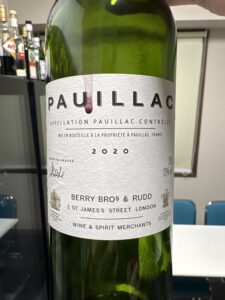 PAUILLAC
APPELLATION PAUILLAC CONTRÔLÉE
MIS EN BOUTEILLE À LA PROPRIÉTÉ À PAUILLAC, FRANCE
2020
BERRY BROS & RUDD
3 ST. JAMES'S STREET, LONDON
WINE & SPIRIT MERCHANTS